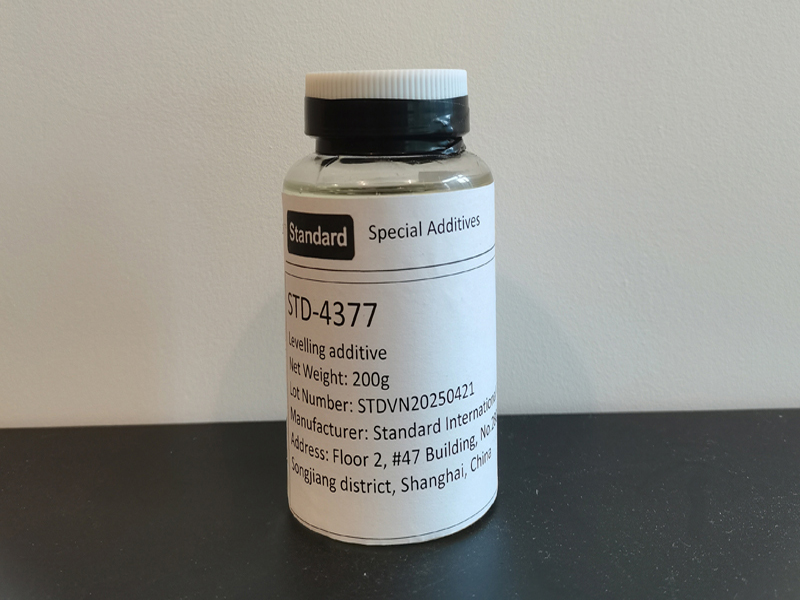 Standard Special Additives
STD-4377
Levelling additive
Net Weight: 200g
Lot Number: STDVN20250421
Manufacturer: Standard International
Address: Floor 2, #47 Building, No.
Songjiang district, Shanghai, China